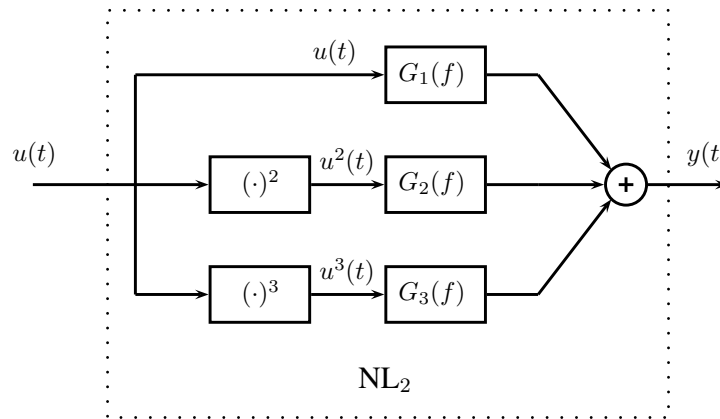 u(t)
G₁(f)
u(t)
y(t
(·)²
u²(t)
G₂(f)
+
(·)³
u³(t)
G₃(f)
NL₂